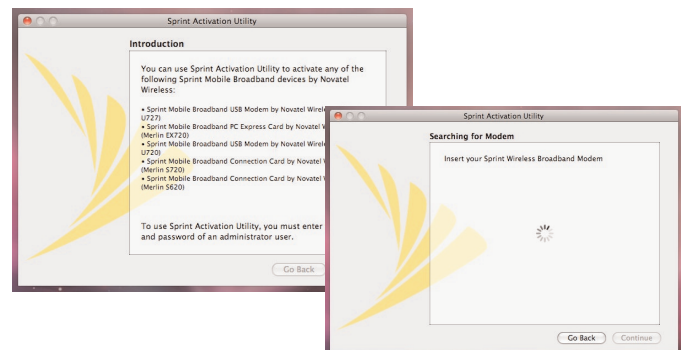 Sprint Activation Utility
Introduction
You can use Sprint Activation Utility to activate any of the
following Sprint Mobile Broadband devices by Novatel
Wireless:
• Sprint Mobile Broadband USB Modem by Novatel
U727)
• Sprint Mobile Broadband PC Express Card by Novatel
(Merlin EX720)
• Sprint Mobile Broadband USB Modem by Novatel
U720)
• Sprint Mobile Broadband Connection Card by Novatel
(Merlin S720)
• Sprint Mobile Broadband Connection Card by Novatel
(Merlin S620)
To use Sprint Activation Utility, you must enter
and password of an administrator user.
Go Back
Sprint Activation Utility
Searching for Modem
Insert your Sprint Wireless Broadband Modem
Go Back
Continue